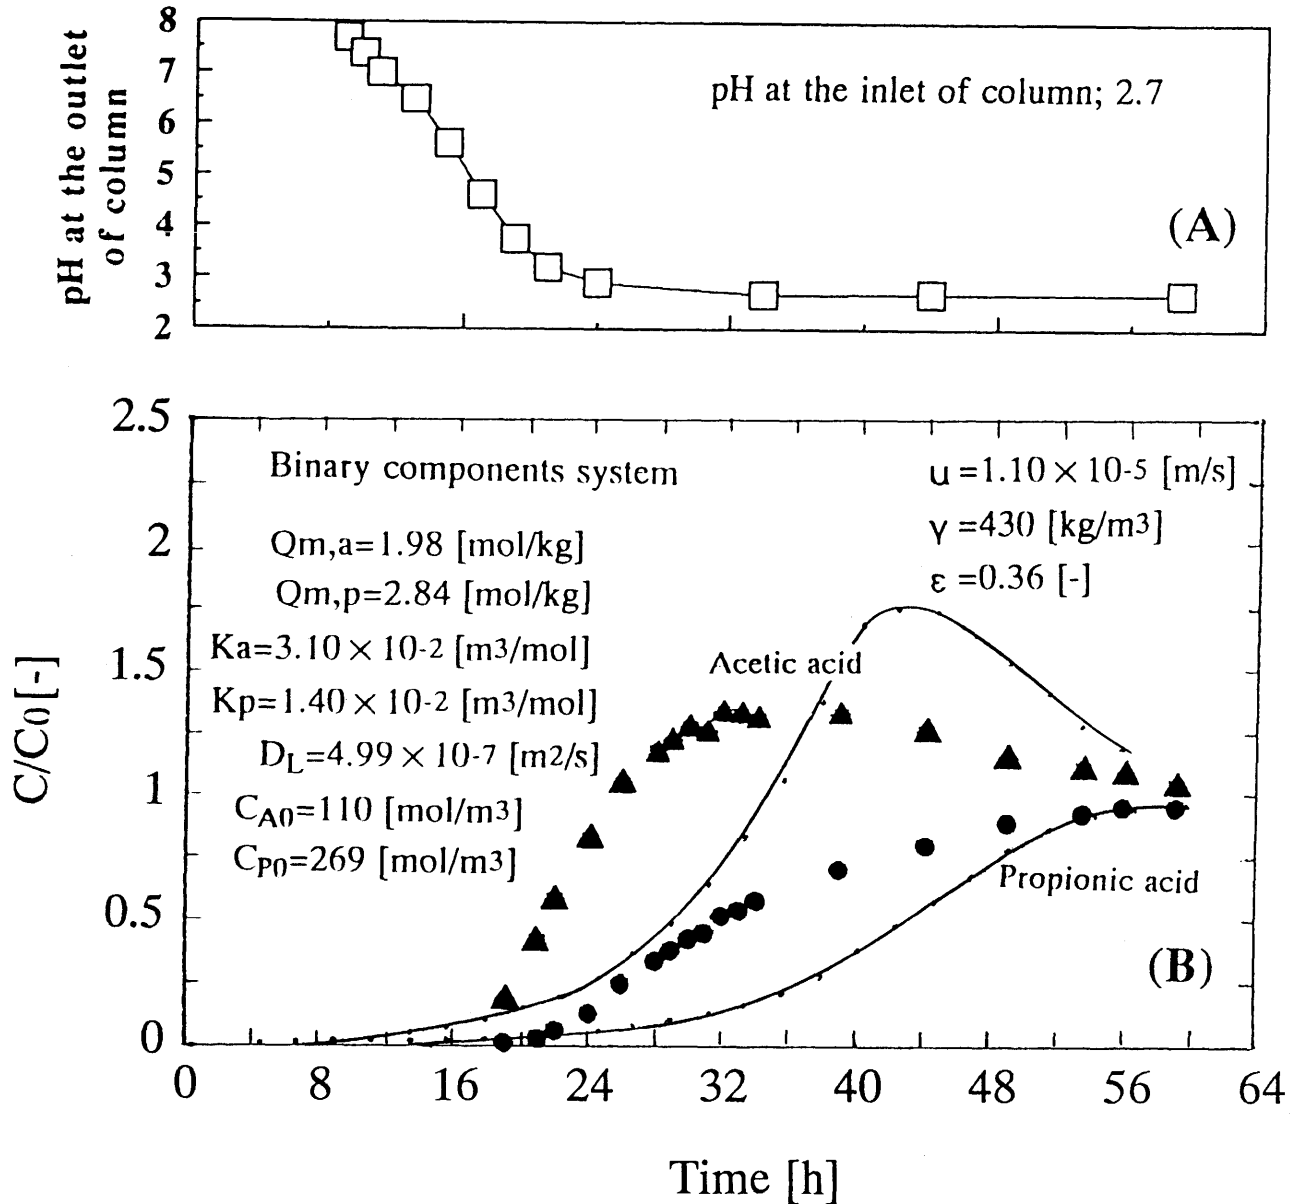 pH at the outlet
of column
8
7
6
5
4
3
2
pH at the inlet of column; 2.7
(A)
C/C0 [-]
2.5
2
1.5
1
0.5
0
Binary components system
Qm,a=1.98 [mol/kg]
Qm,p=2.84 [mol/kg]
Ka=3.10 × 10-2 [m3/mol]
Kp=1.40 × 10-2 [m3/mol]
DL=4.99 × 10-7 [m2/s]
CA0=110 [mol/m3]
CP0=269 [mol/m3]
u =1.10 × 10-5 [m/s]
γ =430 [kg/m3]
ε =0.36 [-]
Acetic acid
Propionic acid
(B)
0 8 16 24 32 40 48 56 64
Time [h]